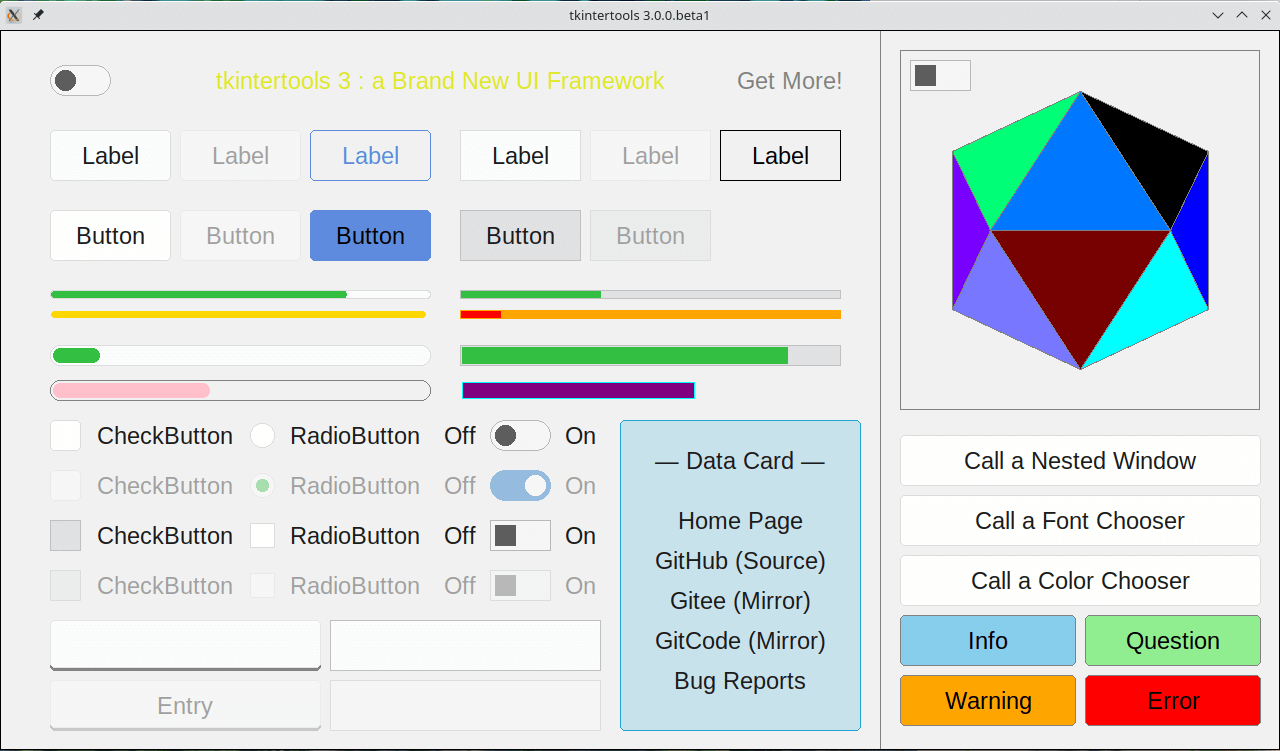 tkintertools 3.0.0.beta1
tkintertools 3 : a Brand New UI Framework Get More!
Label Label Label Label Label Label
Button Button Button Button Button
CheckButton RadioButton Off On
CheckButton RadioButton Off On
CheckButton RadioButton Off On
CheckButton RadioButton Off On
Entry
— Data Card —
Home Page
GitHub (Source)
Gitee (Mirror)
GitCode (Mirror)
Bug Reports
Call a Nested Window
Call a Font Chooser
Call a Color Chooser
Info Question
Warning Error